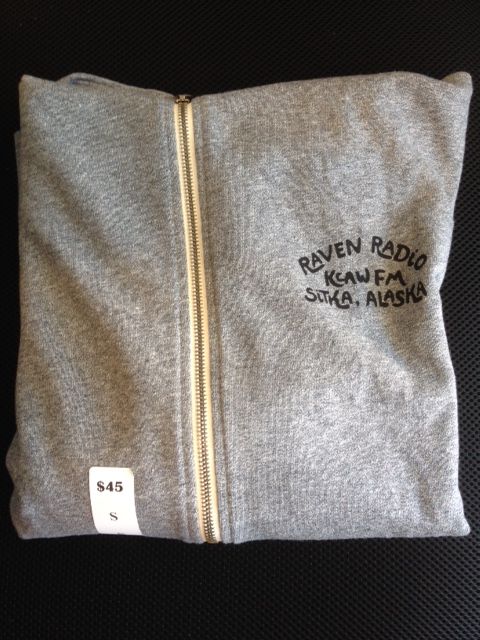 RAVEN RADiO
KCAW FM
SiTKA, ALASKA
$45
S